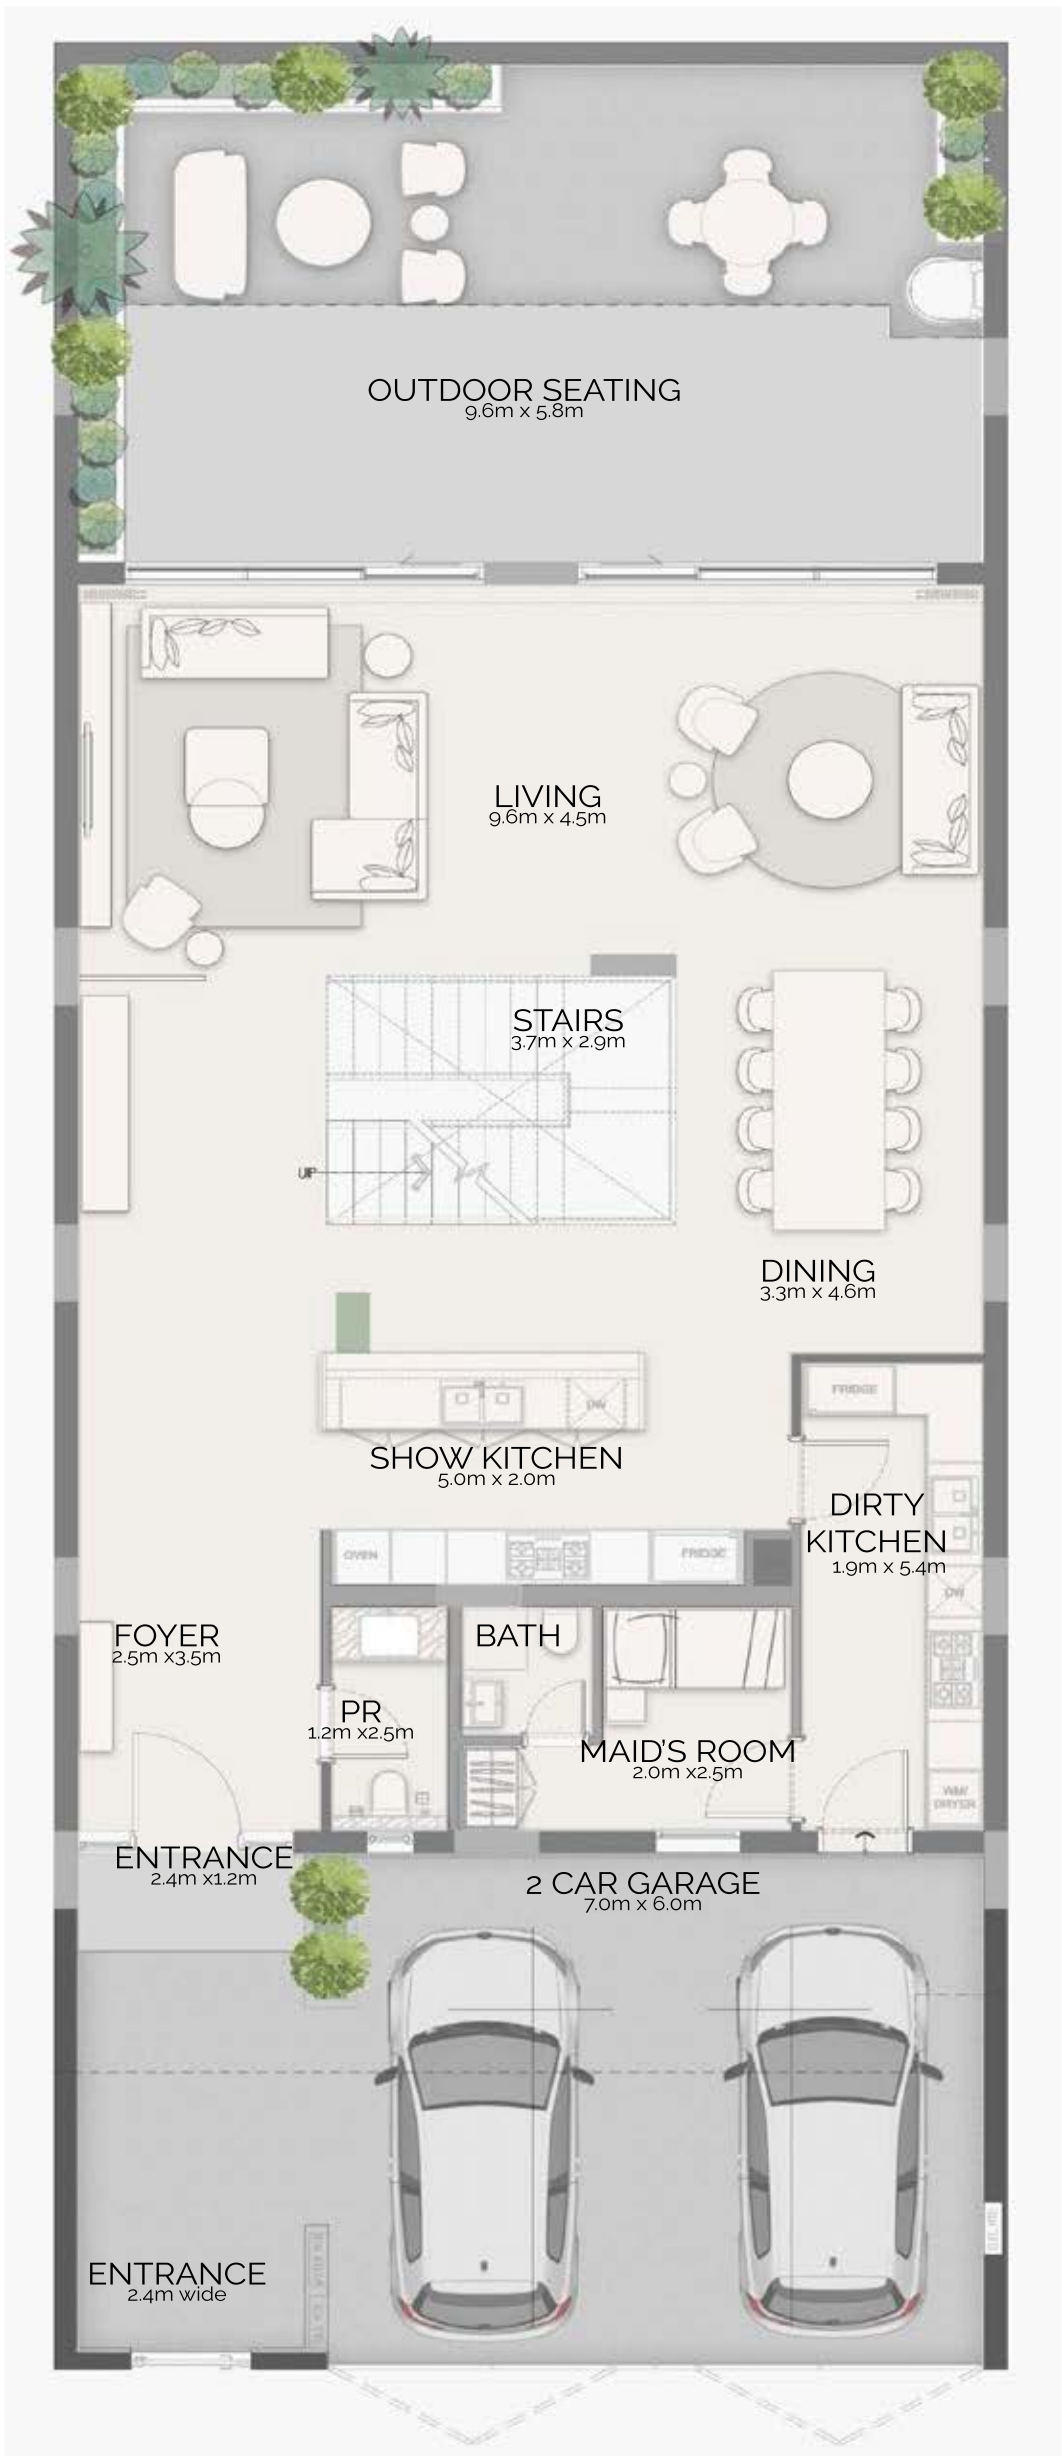 OUTDOOR SEATING
9.6m x 5.8m
LIVING
9.6m x 4.5m
STAIRS
3.7m x 2.9m
UP
DINING
3.3m x 4.6m
FRIDGE
DW
SHOW KITCHEN
5.0m x 2.0m
DIRTY
KITCHEN
1.9m x 5.4m
OVEN
FRIDGE
DW
FOYER
2.5m x3.5m
BATH
PR
1.2m x2.5m
MAID'S ROOM
2.0m x2.5m
WM/
DRYER
ENTRANCE
2.4m x1.2m
2 CAR GARAGE
7.0m x 6.0m
ENTRANCE
2.4m wide